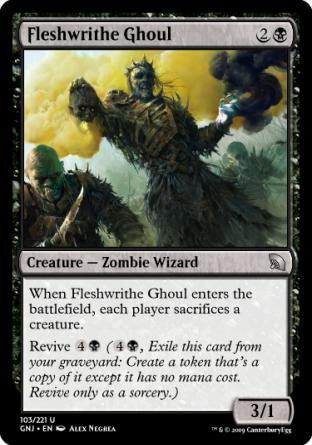 Fleshwrithe Ghoul 2
Creature — Zombie Wizard
When Fleshwrithe Ghoul enters the
battlefield, each player sacrifices a
creature.
Revive 4 ( 4 , Exile this card from
your graveyard: Create a token that's a
copy of it except it has no mana cost.
Revive only as a sorcery.)
103/221 U
GNJ • EN ALEX NEGREA
™ & © 2019 CanterburyEgg
3/1